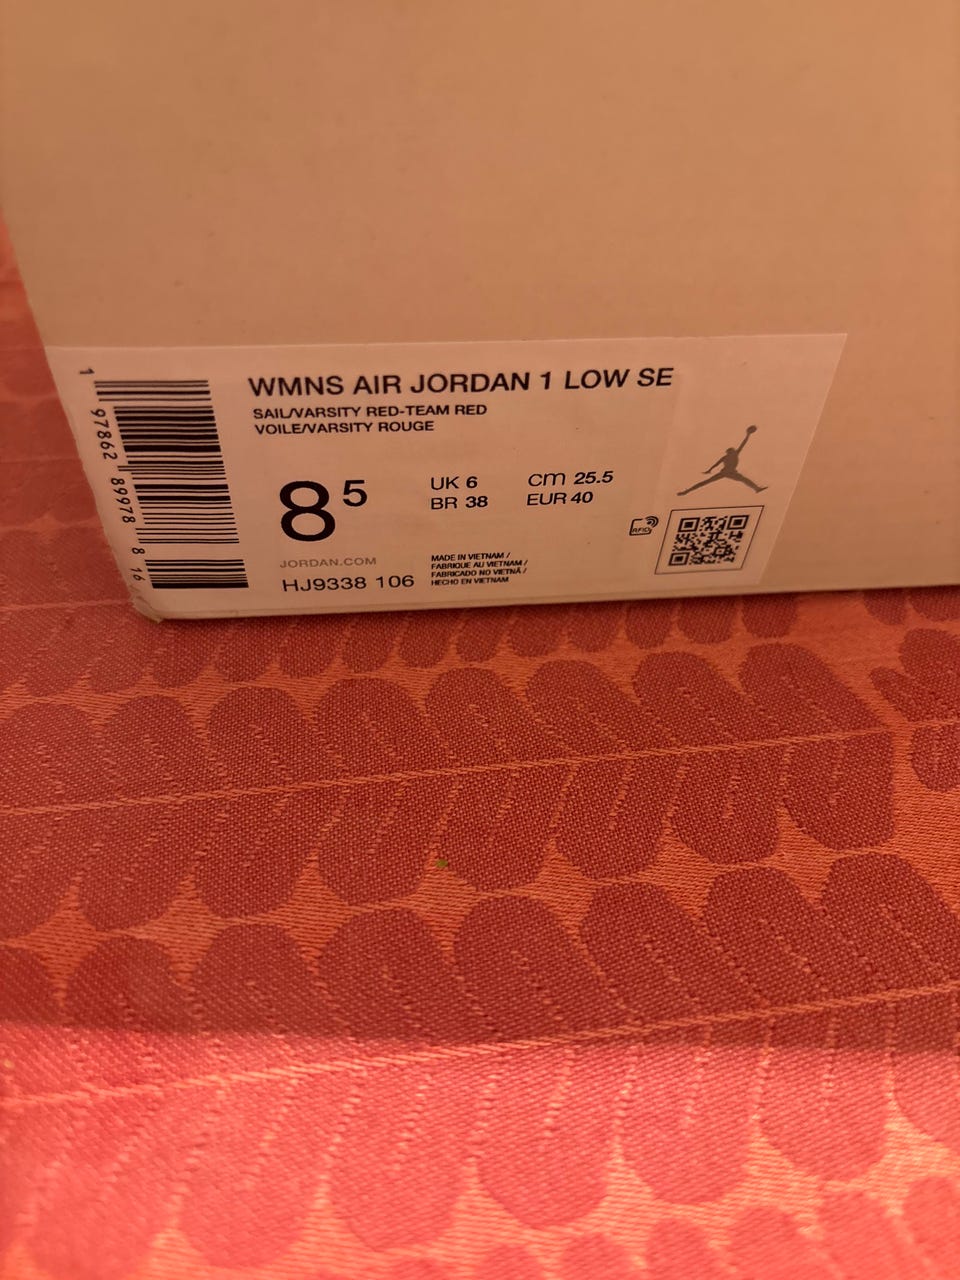 WMNS AIR JORDAN 1 LOW SE
SAIL/VARSITY RED-TEAM RED
VOILE/VARSITY ROUGE
8 5
UK 6 cm 25.5
BR 38 EUR 40
JORDAN.COM
HJ9338 106
MADE IN VIETNAM /
FABRIQUE AU VIETNAM /
FABRICADO NO VIETNÃ /
HECHO EN VIETNAM
RFID
1 97862 89978 8 16